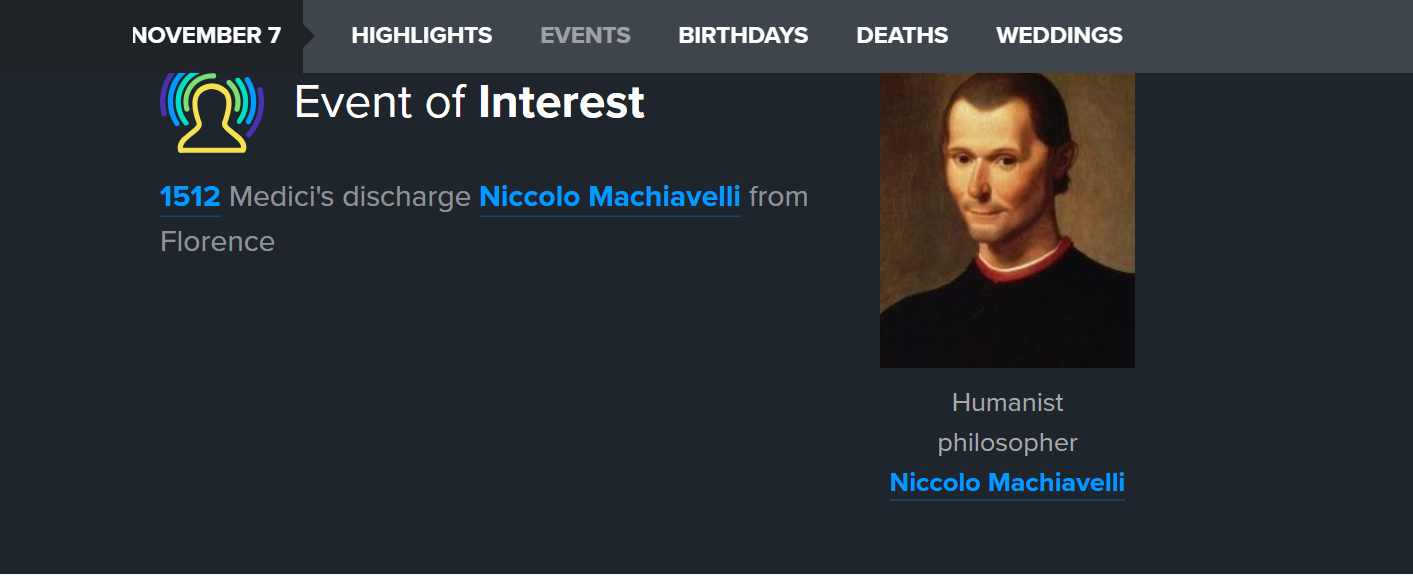 NOVEMBER 7 HIGHLIGHTS EVENTS BIRTHDAYS DEATHS WEDDINGS
Event of Interest
1512 Medici's discharge Niccolo Machiavelli from
Florence
Humanist
philosopher
Niccolo Machiavelli